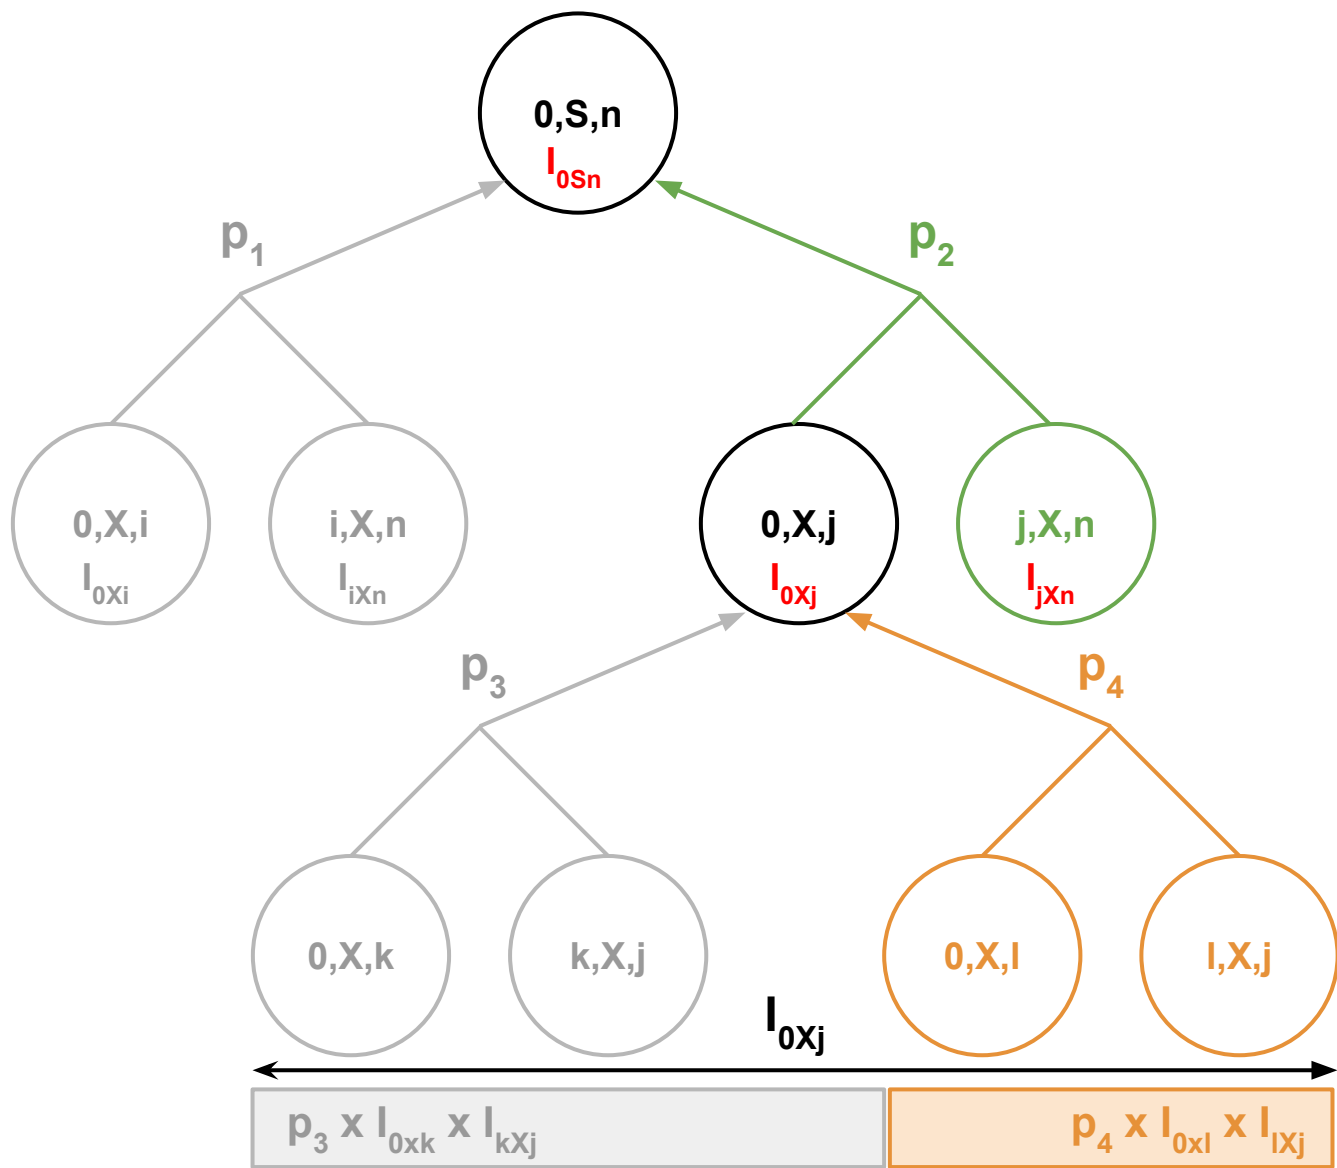 0,S,n
I₀Sn
p₁
p₂
0,X,i
I₀Xi
i,X,n
IiXn
0,X,j
I₀Xj
j,X,n
IjXn
p₃
p₄
0,X,k
k,X,j
0,X,l
l,X,j
I₀Xj
p₃ x I₀xk x IkXj
p₄ x I₀xl x IlXj